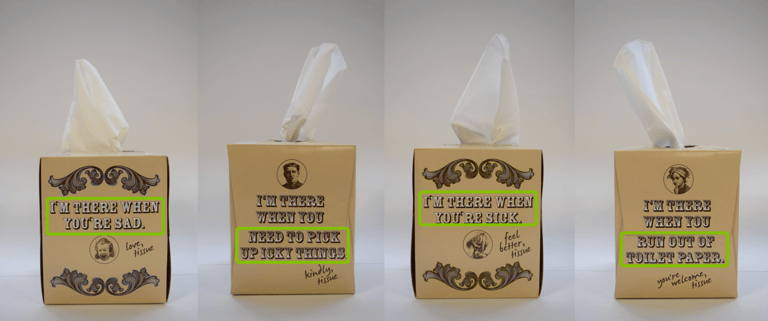 I'M THERE WHEN
YOU'RE SAD.
love,
tissue
I'M THERE
WHEN YOU
NEED TO PICK
UP ICKY THINGS
kindly,
tissue
I'M THERE WHEN
YOU'RE SICK.
feel
better,
tissue
I'M THERE
WHEN YOU
RUN OUT OF
TOILET PAPER.
you're
welcome,
tissue